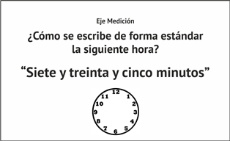 Eje Medición
¿Cómo se escribe de forma estándar
la siguiente hora?
“Siete y treinta y cinco minutos”
12
11 1
10 2
9 3
8 4
7 5
6